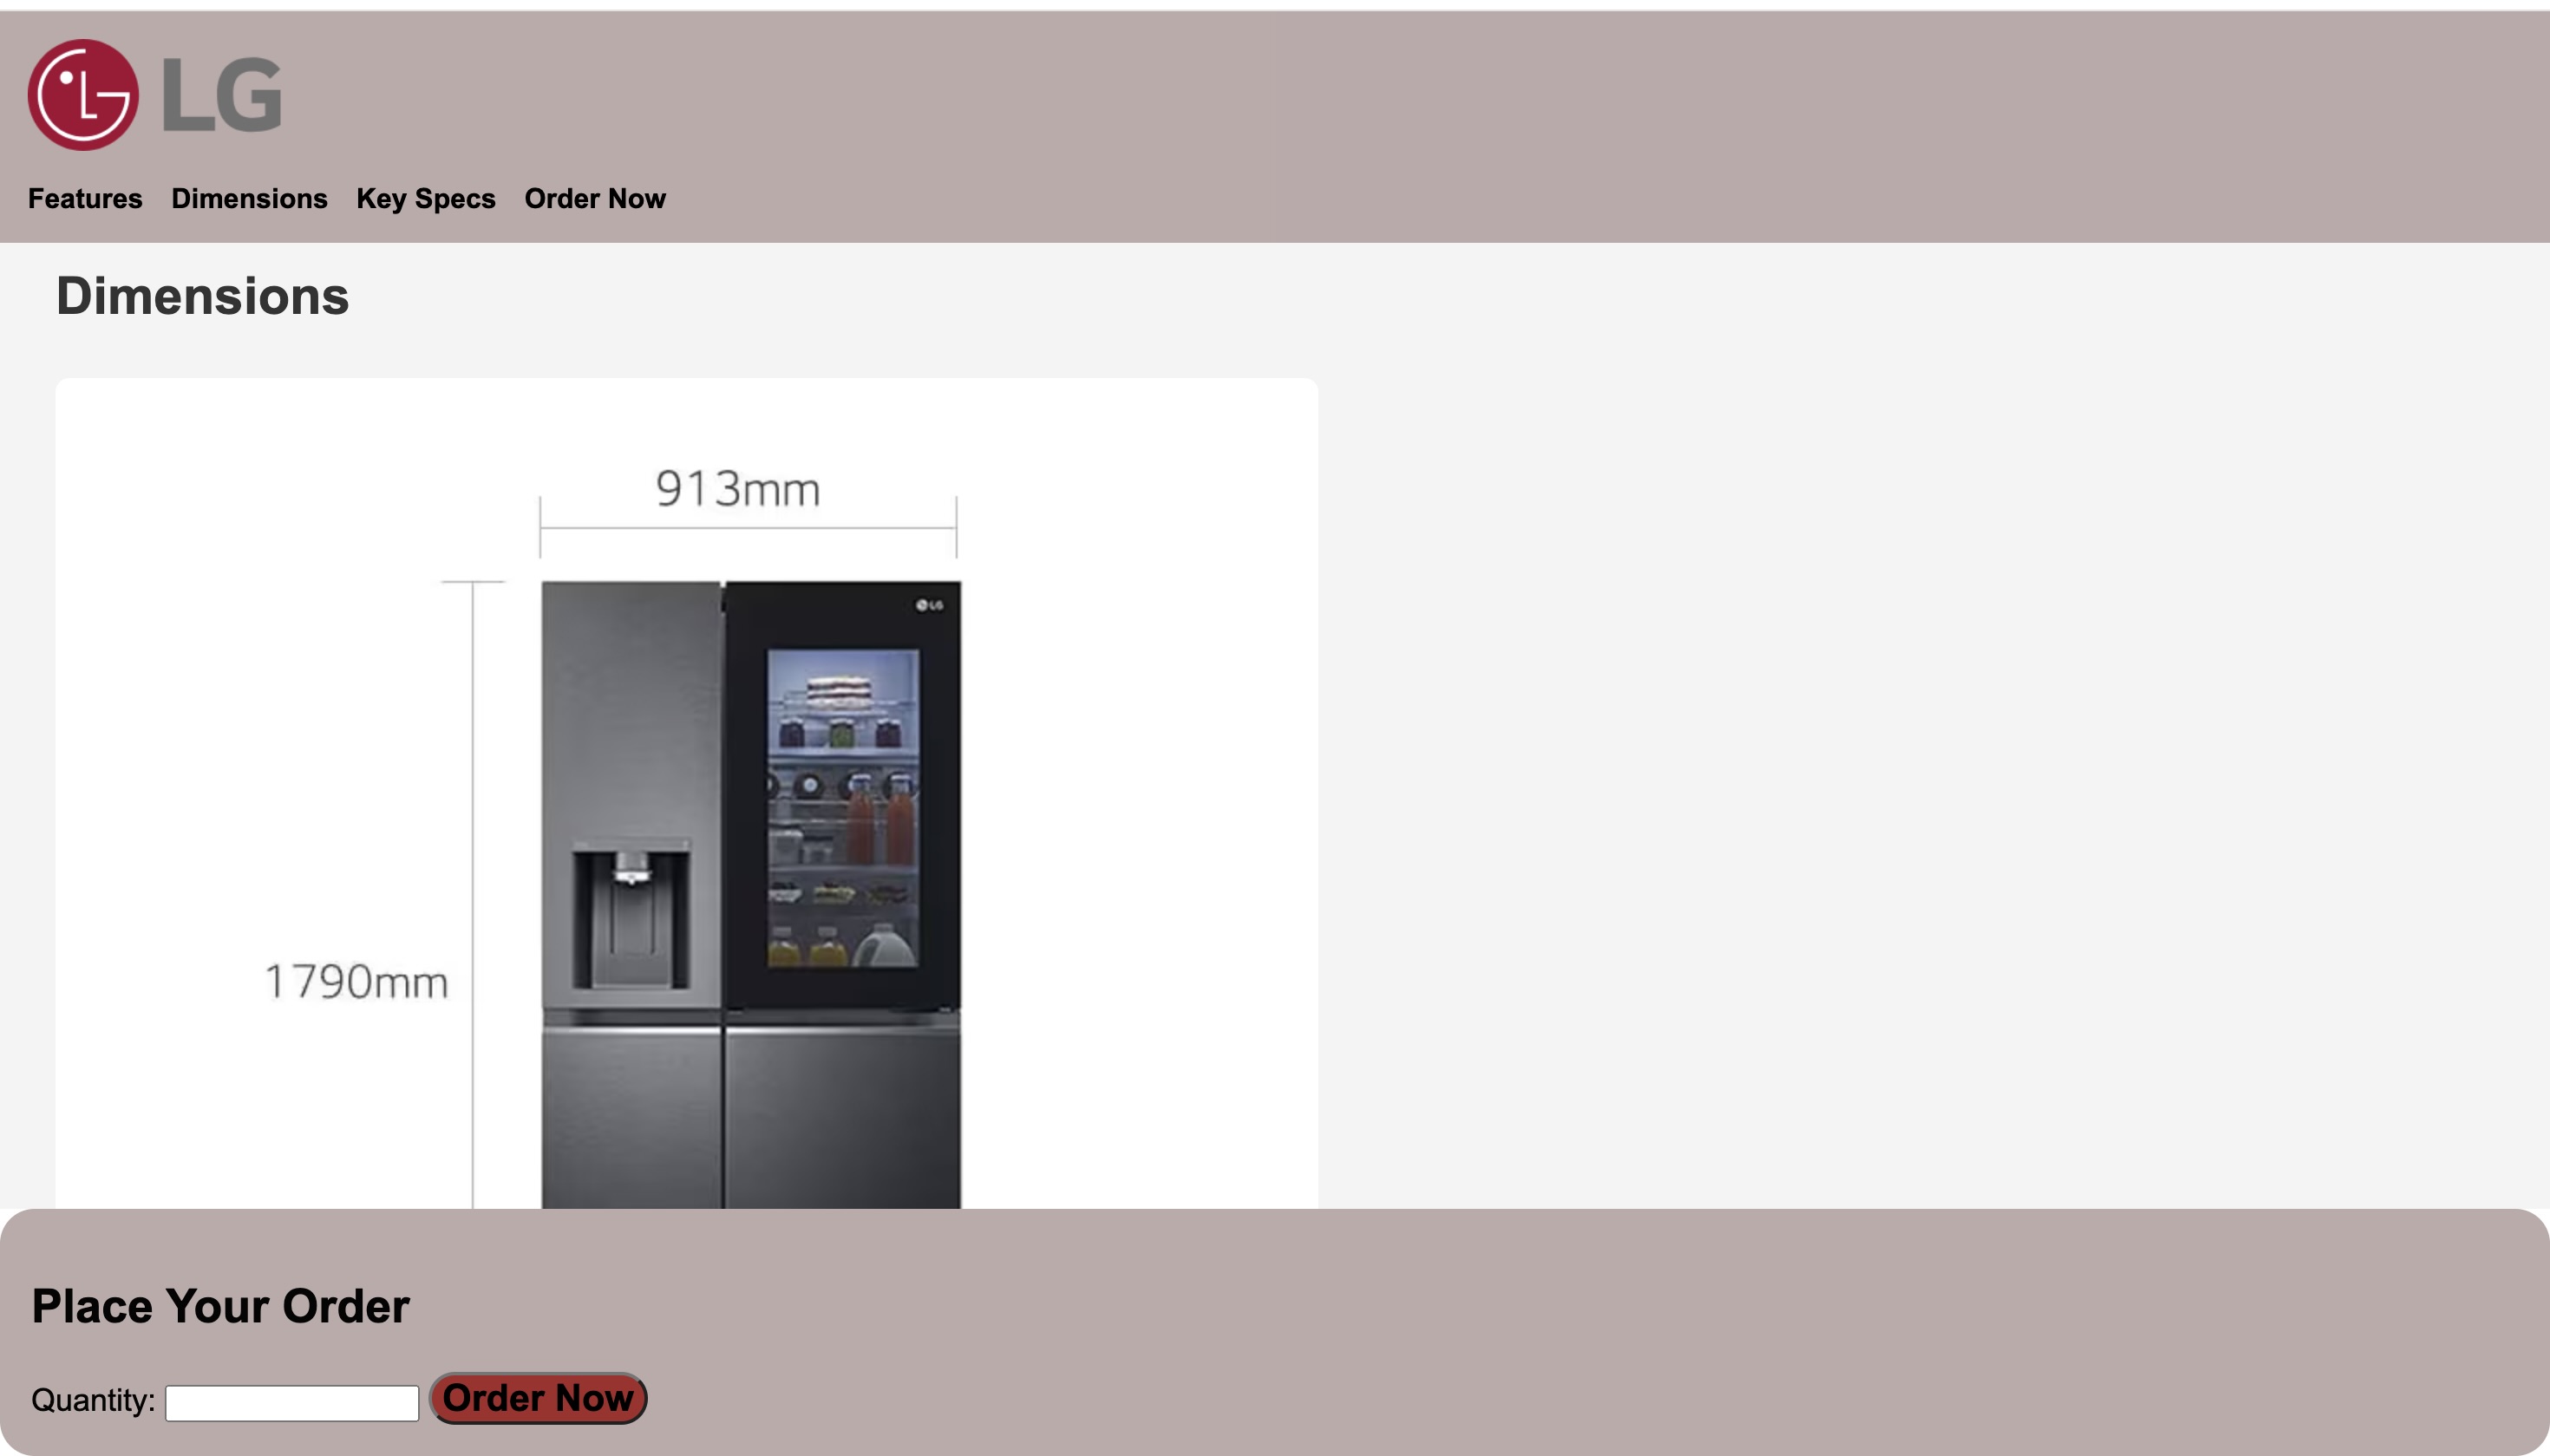 LG
Features Dimensions Key Specs Order Now
Dimensions
913mm
LG
1790mm
Place Your Order
Quantity: Order Now